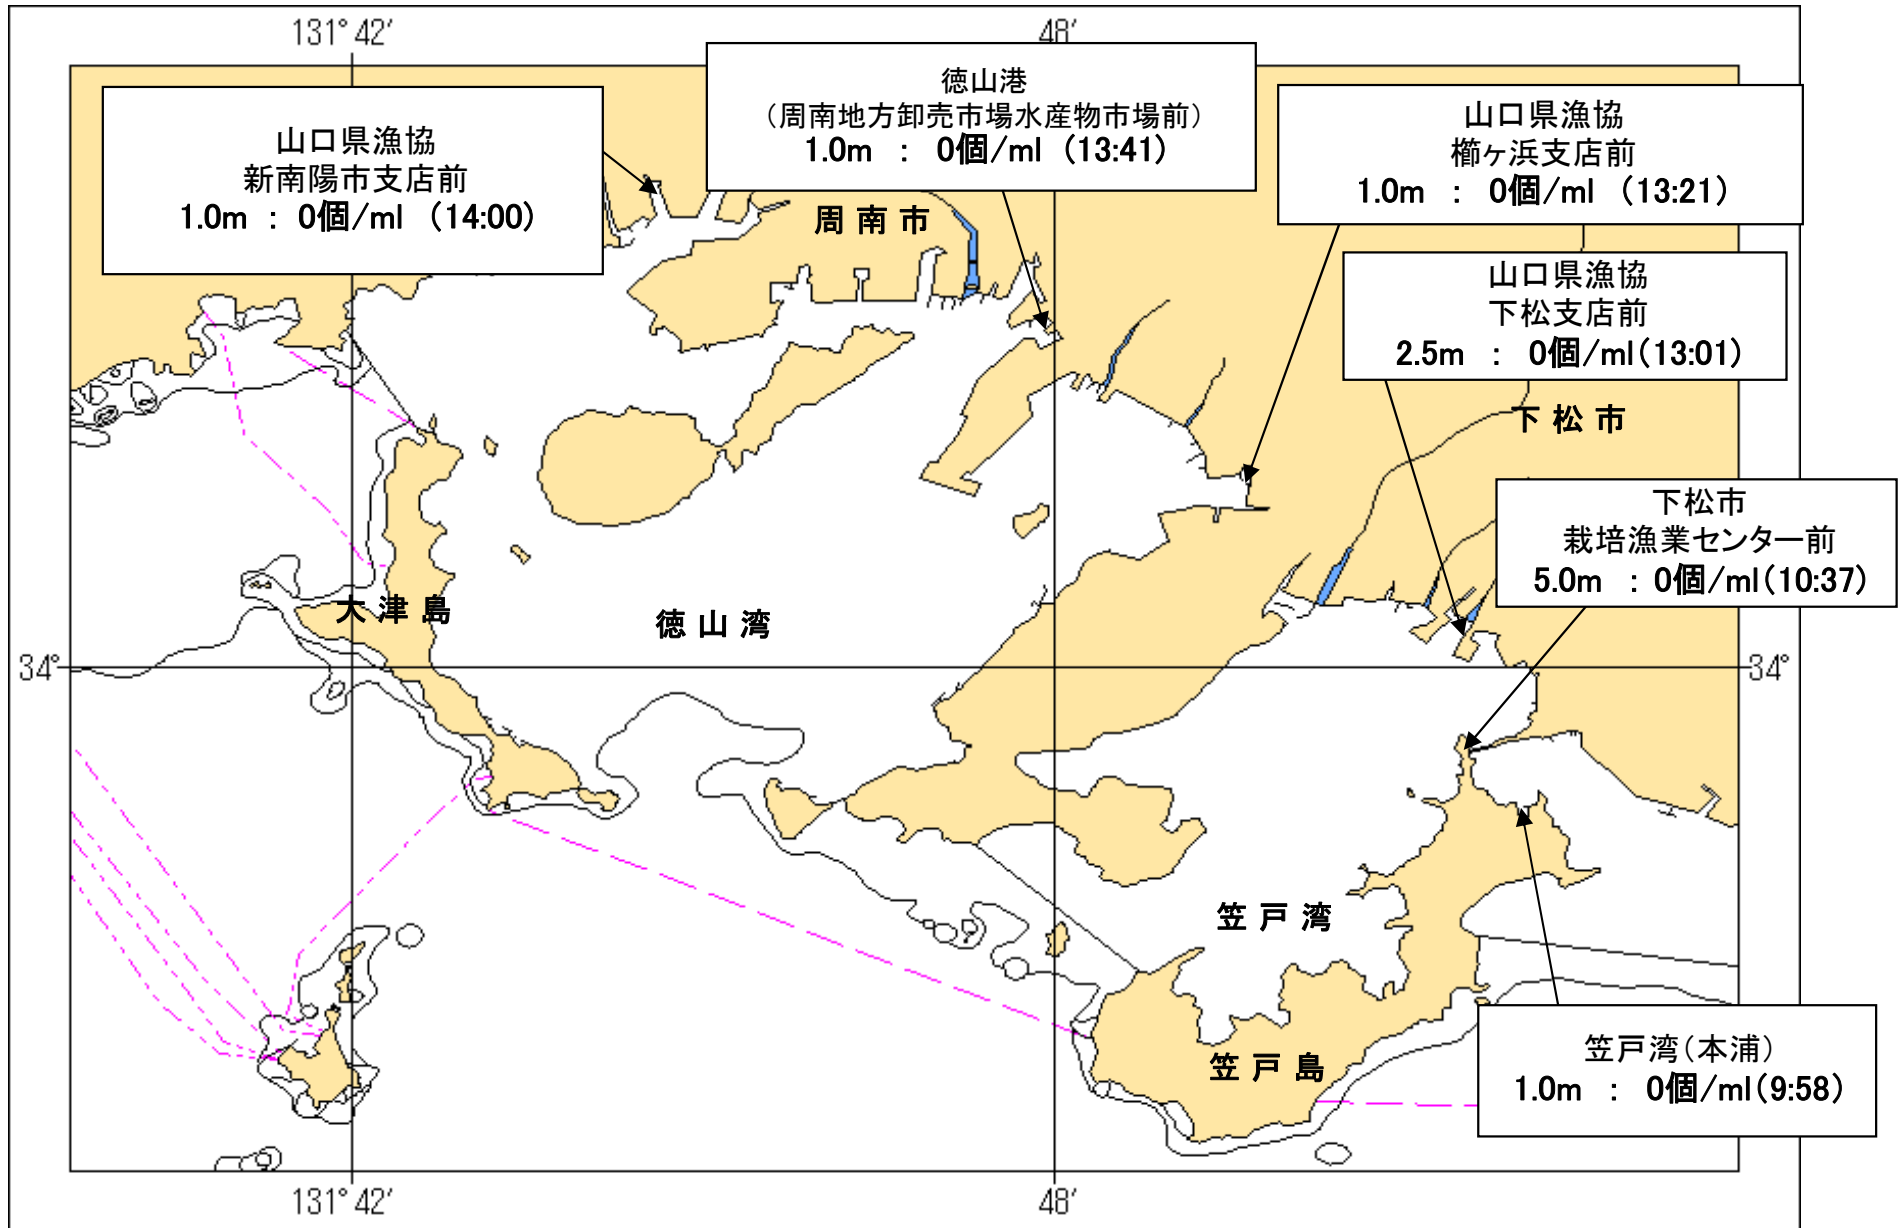 131° 42′
48′
山口県漁協
新南陽市支店前
1.0m : 0個/ml (14:00)
徳山港
(周南地方卸売市場水産物市場前)
1.0m : 0個/ml (13:41)
山口県漁協
櫛ヶ浜支店前
1.0m : 0個/ml (13:21)
周南市
山口県漁協
下松支店前
2.5m : 0個/ml(13:01)
下松市
下松市
栽培漁業センター前
5.0m : 0個/ml(10:37)
大津島
徳山湾
34°
34°
笠戸湾
笠戸島
笠戸湾(本浦)
1.0m : 0個/ml(9:58)
131° 42′
48′